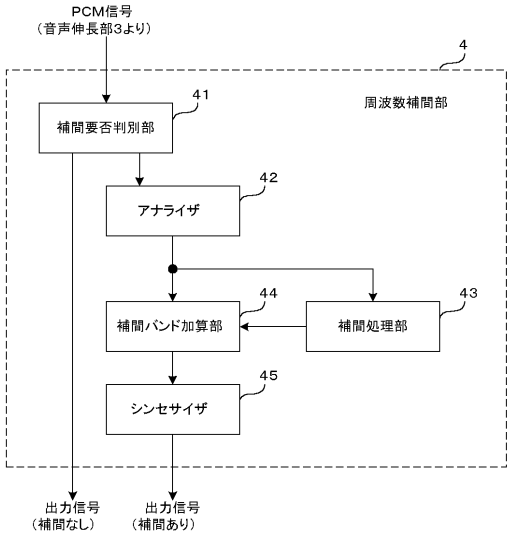 PCM信号
(音声伸長部3より)
4
周波数補間部
41
補間要否判別部
42
アナライザ
44
補間バンド加算部
43
補間処理部
45
シンセサイザ
出力信号
(補間なし)
出力信号
(補間あり)